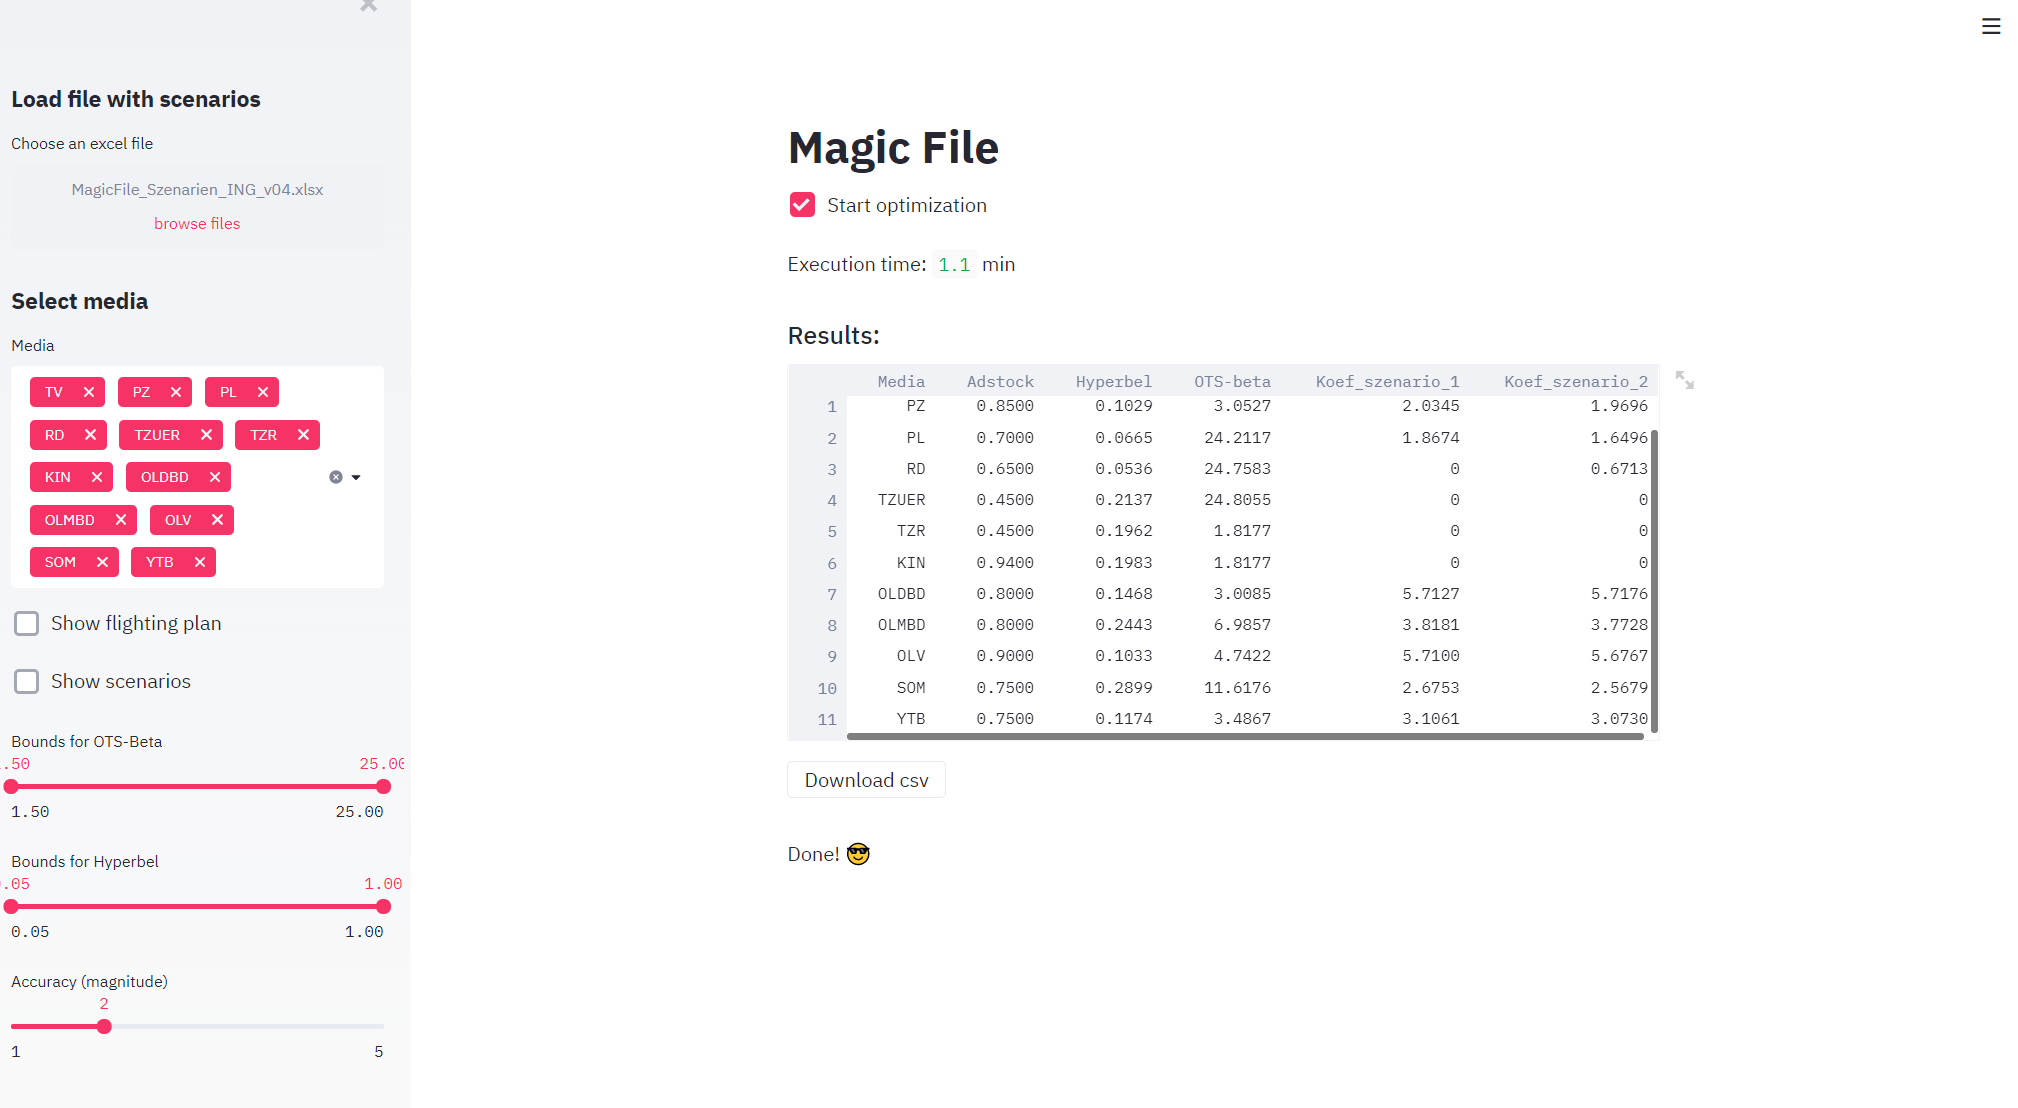 Load file with scenarios
Choose an excel file
MagicFile_Szenarien_ING_v04.xlsx
browse files
Select media
Media
TV PZ PL
RD TZUER TZR
KIN OLDBD
OLMBD OLV
SOM YTB
Show flighting plan
Show scenarios
Bounds for OTS-Beta
.50 25.00
1.50 25.00
Bounds for Hyperbel
.05 1.00
0.05 1.00
Accuracy (magnitude)
2
1 5
Magic File
Start optimization
Execution time: 1.1 min
Results:
Media Adstock Hyperbel OTS-beta Koef_szenario_1 Koef_szenario_2
1 PZ 0.8500 0.1029 3.0527 2.0345 1.9696
2 PL 0.7000 0.0665 24.2117 1.8674 1.6496
3 RD 0.6500 0.0536 24.7583 0 0.6713
4 TZUER 0.4500 0.2137 24.8055 0 0
5 TZR 0.4500 0.1962 1.8177 0 0
6 KIN 0.9400 0.1983 1.8177 0 0
7 OLDBD 0.8000 0.1468 3.0085 5.7127 5.7176
8 OLMBD 0.8000 0.2443 6.9857 3.8181 3.7728
9 OLV 0.9000 0.1033 4.7422 5.7100 5.6767
10 SOM 0.7500 0.2899 11.6176 2.6753 2.5679
11 YTB 0.7500 0.1174 3.4867 3.1061 3.0730
Download csv
Done! 😎